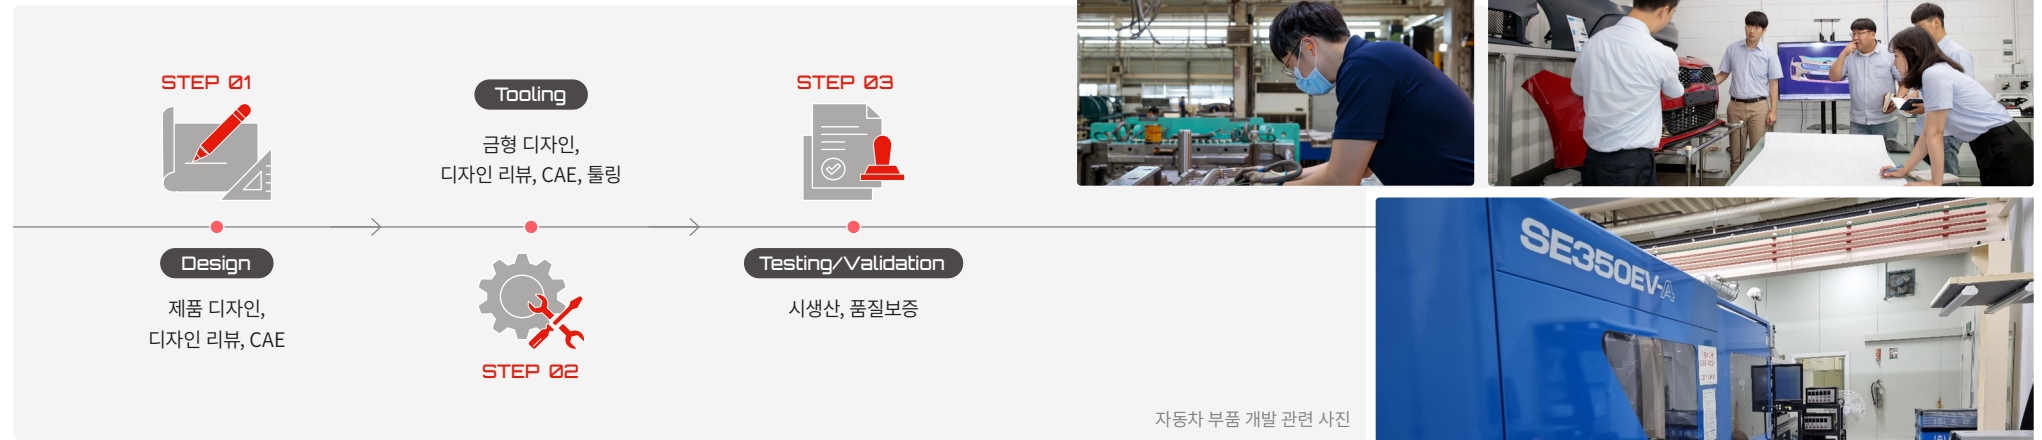 STEP 01
Design
제품 디자인,
디자인 리뷰, CAE
Tooling
금형 디자인,
디자인 리뷰, CAE, 툴링
STEP 02
STEP 03
Testing/Validation
시생산, 품질보증
자동차 부품 개발 관련 사진
SE350EV-A